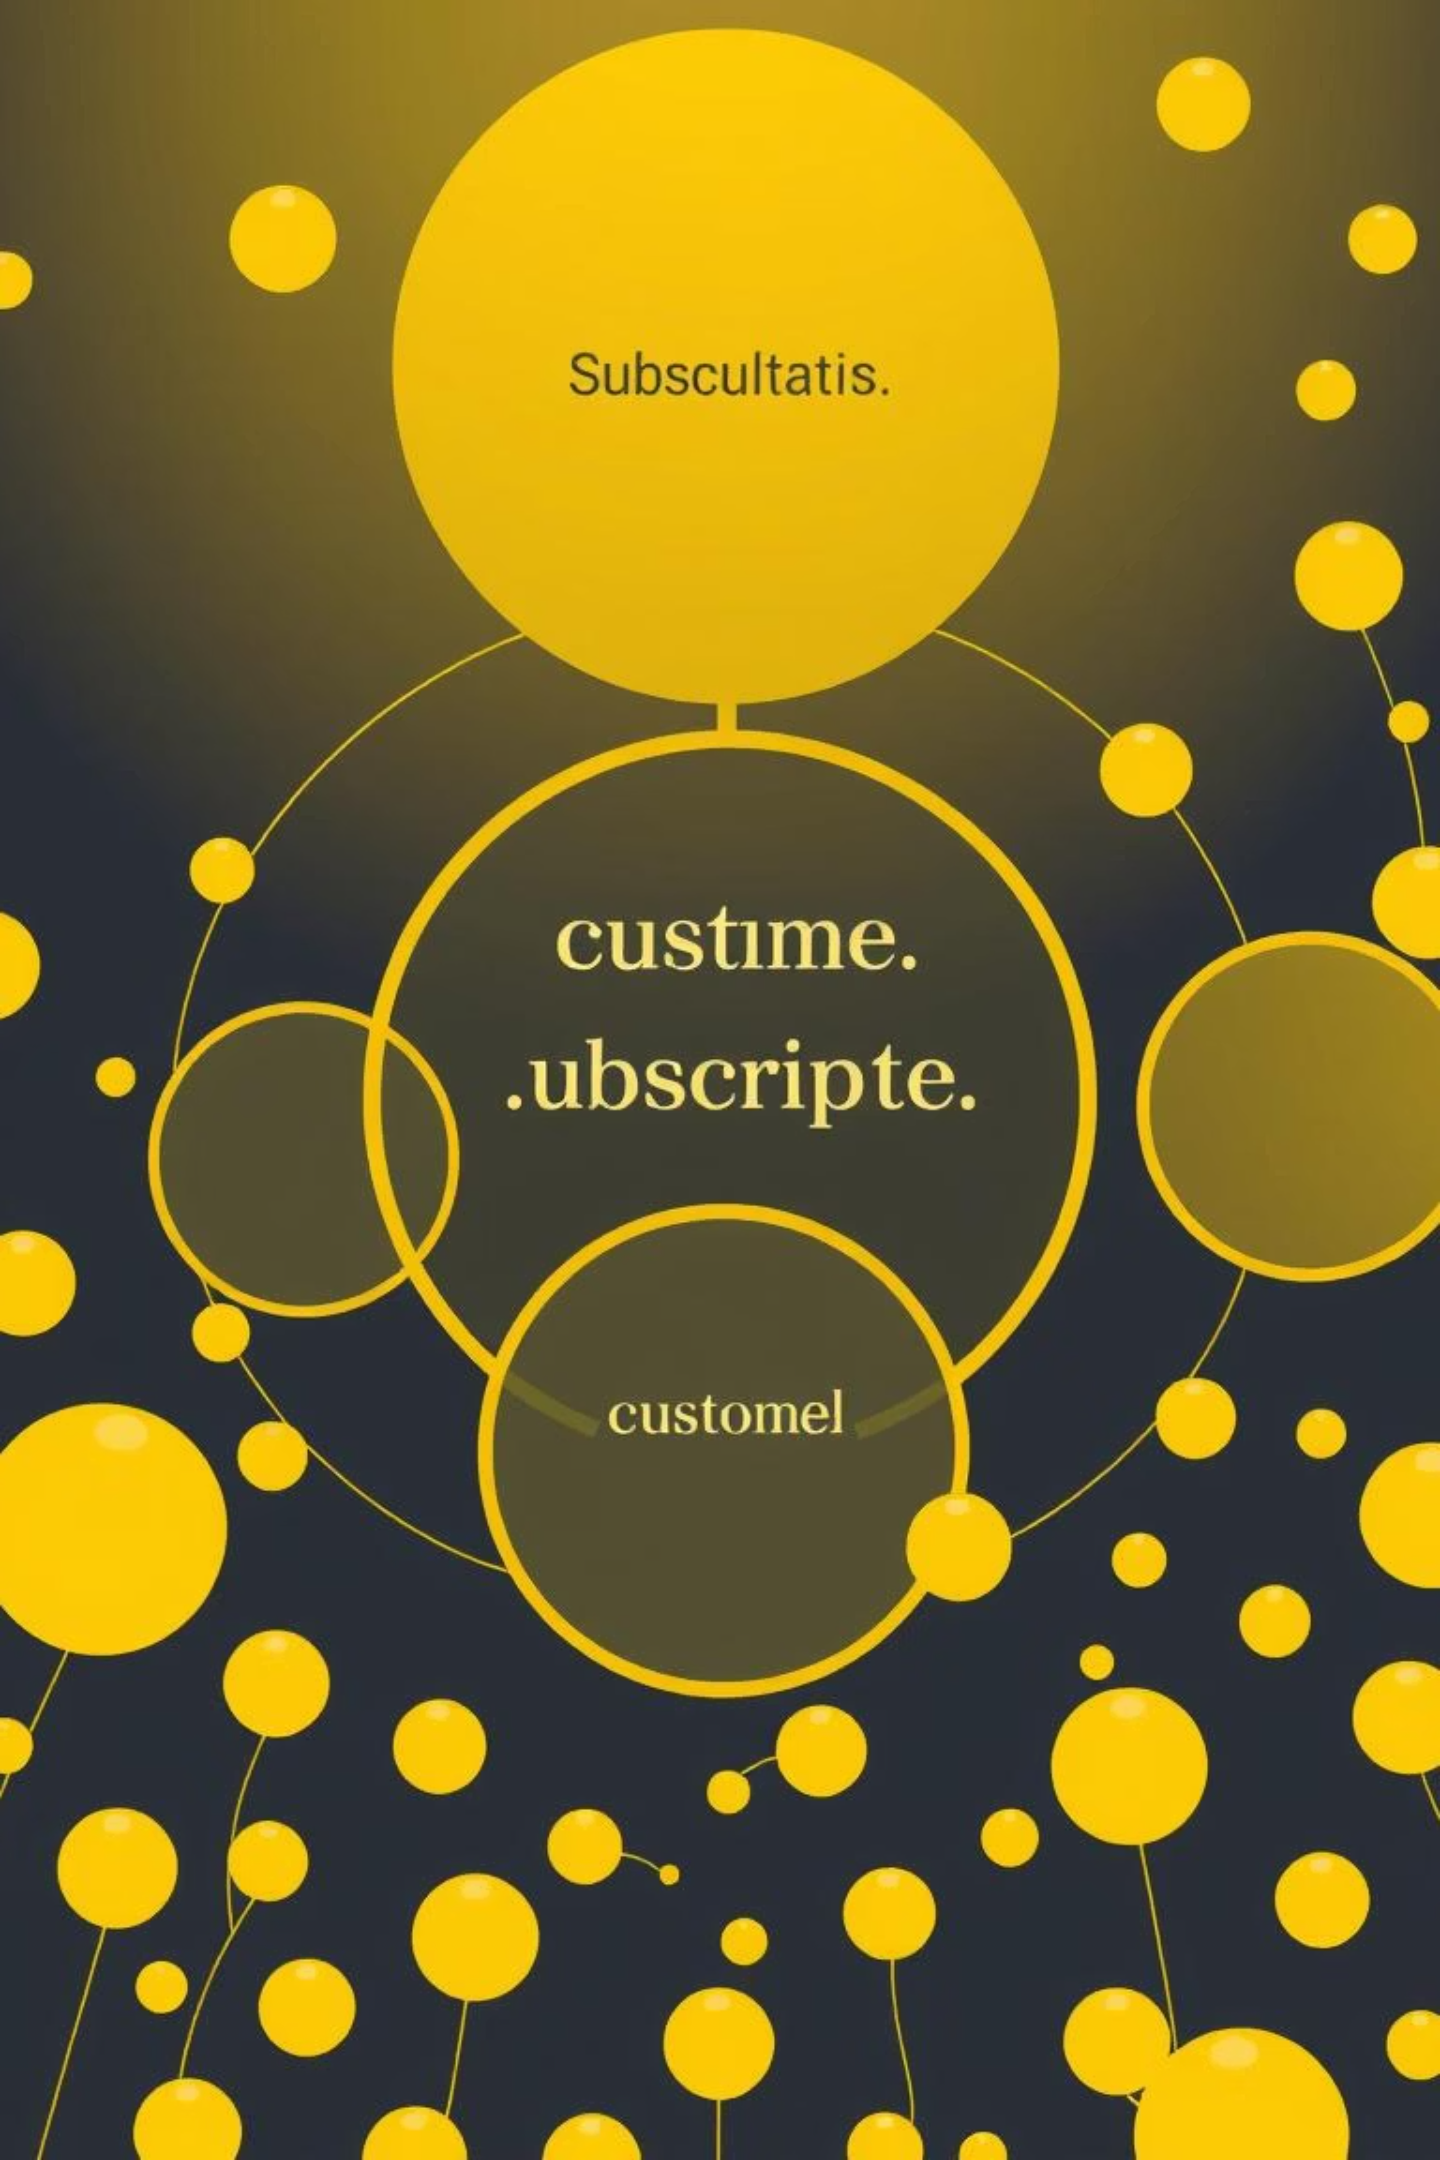 Subscultatis.
custıme.
.ubscripte.
customel